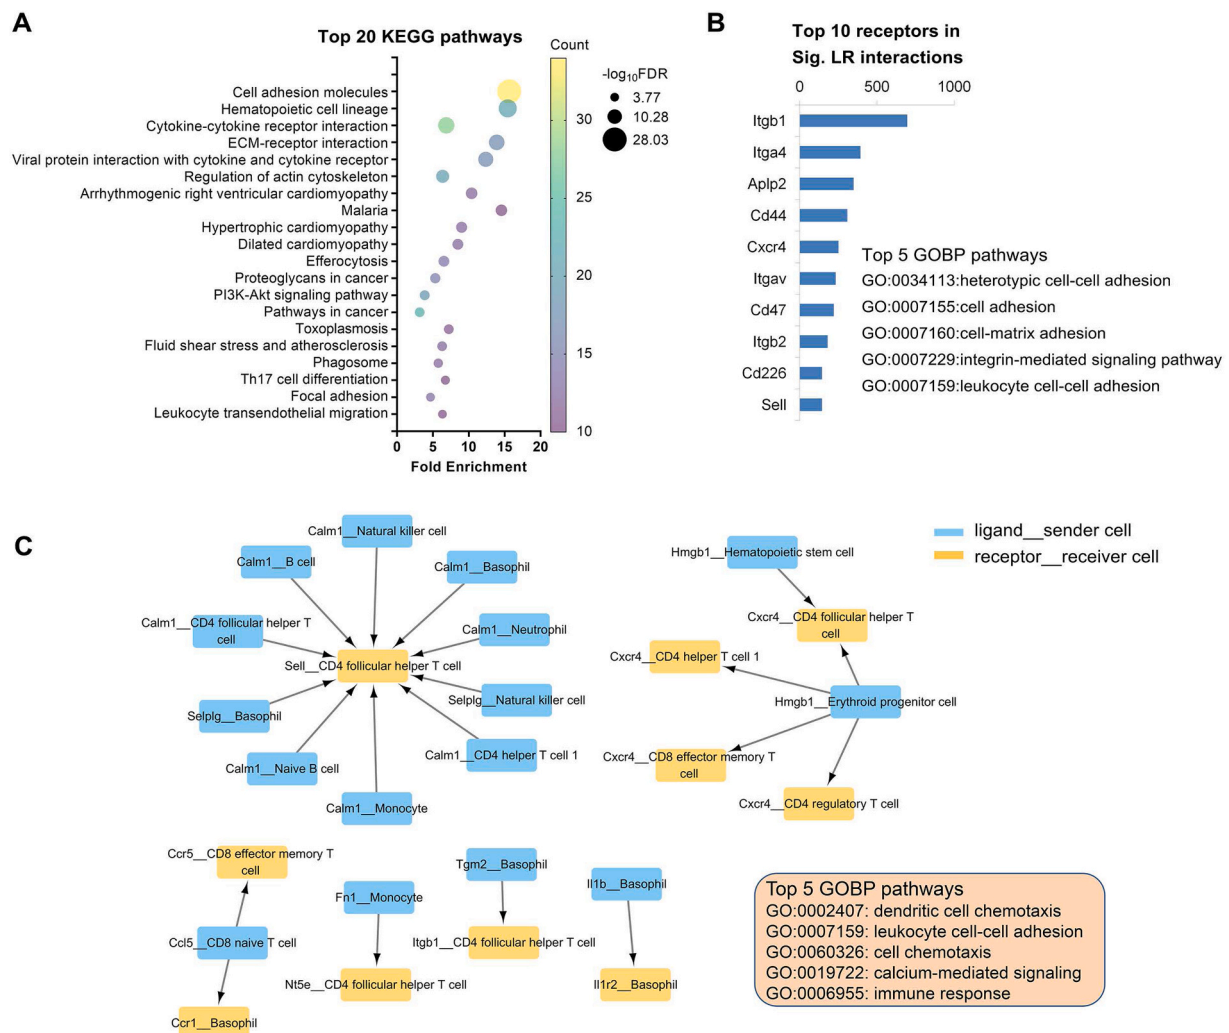 A
Top 20 KEGG pathways
Cell adhesion molecules
Hematopoietic cell lineage
Cytokine-cytokine receptor interaction
ECM-receptor interaction
Viral protein interaction with cytokine and cytokine receptor
Regulation of actin cytoskeleton
Arrhythmogenic right ventricular cardiomyopathy
Malaria
Hypertrophic cardiomyopathy
Dilated cardiomyopathy
Efferocytosis
Proteoglycans in cancer
PI3K-Akt signaling pathway
Pathways in cancer
Toxoplasmosis
Fluid shear stress and atherosclerosis
Phagosome
Th17 cell differentiation
Focal adhesion
Leukocyte transendothelial migration
0 5 10 15 20
Fold Enrichment
Count
30
25
20
15
10
-log10FDR
3.77
10.28
28.03
B
Top 10 receptors in
Sig. LR interactions
0 500 1000
Itgb1
Itga4
Aplp2
Cd44
Cxcr4
Itgav
Cd47
Itgb2
Cd226
Sell
Top 5 GOBP pathways
GO:0034113:heterotypic cell-cell adhesion
GO:0007155:cell adhesion
GO:0007160:cell-matrix adhesion
GO:0007229:integrin-mediated signaling pathway
GO:0007159:leukocyte cell-cell adhesion
C
Calm1__Natural killer cell
Calm1__B cell
Calm1__Basophil
Calm1__CD4 follicular helper T
cell
Calm1__Neutrophil
Sell__CD4 follicular helper T cell
Selplg__Basophil
Selplg__Natural killer cell
Calm1__Naive B cell
Calm1__CD4 helper T cell 1
Calm1__Monocyte
Hmgb1__Hematopoietic stem cell
Cxcr4__CD4 follicular helper T
cell
Cxcr4__CD4 helper T cell 1
Hmgb1__Erythroid progenitor cell
Cxcr4__CD8 effector memory T
cell
Cxcr4__CD4 regulatory T cell
ligand__sender cell
receptor__receiver cell
Ccr5__CD8 effector memory T
cell
Ccl5__CD8 naive T cell
Ccr1__Basophil
Fn1__Monocyte
Nt5e__CD4 follicular helper T cell
Tgm2__Basophil
Itgb1__CD4 follicular helper T cell
Il1b__Basophil
Il1r2__Basophil
Top 5 GOBP pathways
GO:0002407: dendritic cell chemotaxis
GO:0007159: leukocyte cell-cell adhesion
GO:0060326: cell chemotaxis
GO:0019722: calcium-mediated signaling
GO:0006955: immune response